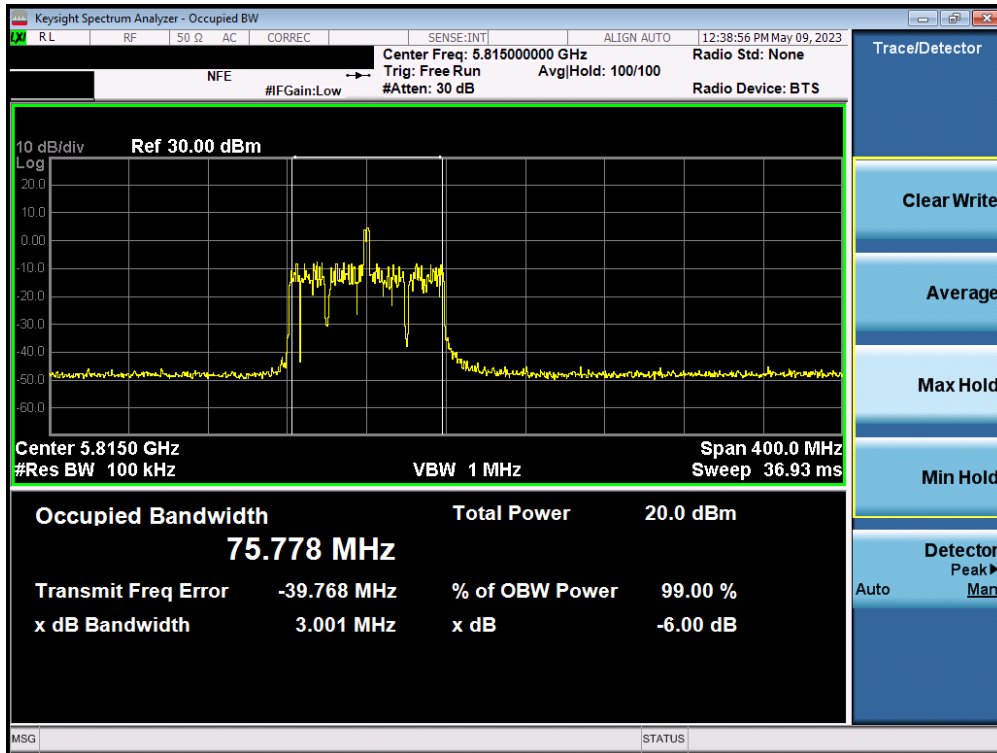 Keysight Spectrum Analyzer - Occupied BW
LXI RL RF 50 Ω AC CORREC SENSE:INT ALIGN AUTO 12:38:56 PM May 09, 2023
NFE
#IFGain:Low
Center Freq: 5.815000000 GHz
Trig: Free Run Avg|Hold: 100/100
#Atten: 30 dB
Radio Std: None
Radio Device: BTS
10 dB/div Ref 30.00 dBm
Log
20.0
10.0
0.00
-10.0
-20.0
-30.0
-40.0
-50.0
-60.0
Center 5.8150 GHz Span 400.0 MHz
#Res BW 100 kHz VBW 1 MHz Sweep 36.93 ms
Occupied Bandwidth Total Power 20.0 dBm
75.778 MHz
Transmit Freq Error -39.768 MHz % of OBW Power 99.00 %
x dB Bandwidth 3.001 MHz x dB -6.00 dB
MSG STATUS
Trace/Detector
Clear Write
Average
Max Hold
Min Hold
Detector
Peak▶
Auto Man